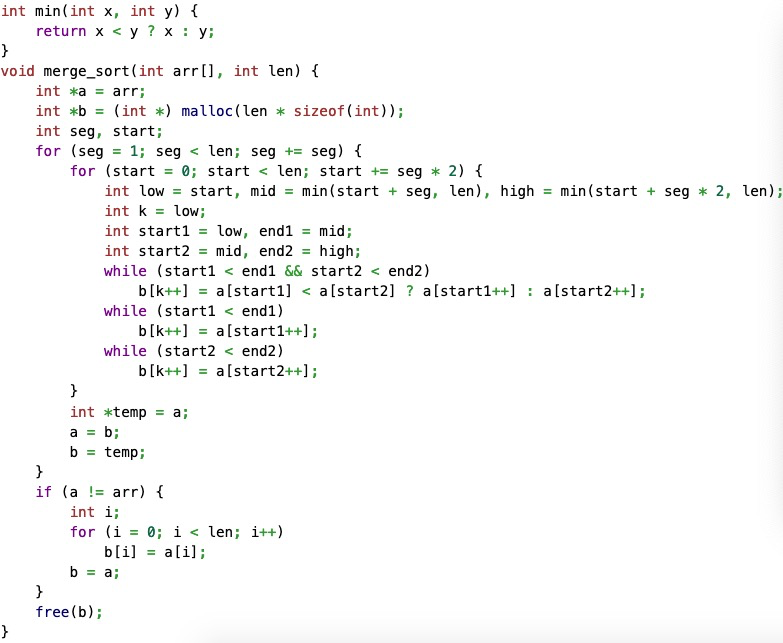 int min(int x, int y) {
    return x < y ? x : y;
}
void merge_sort(int arr[], int len) {
    int *a = arr;
    int *b = (int *) malloc(len * sizeof(int));
    int seg, start;
    for (seg = 1; seg < len; seg += seg) {
        for (start = 0; start < len; start += seg * 2) {
            int low = start, mid = min(start + seg, len), high = min(start + seg * 2, len);
            int k = low;
            int start1 = low, end1 = mid;
            int start2 = mid, end2 = high;
            while (start1 < end1 && start2 < end2)
                b[k++] = a[start1] < a[start2] ? a[start1++] : a[start2++];
            while (start1 < end1)
                b[k++] = a[start1++];
            while (start2 < end2)
                b[k++] = a[start2++];
        }
        int *temp = a;
        a = b;
        b = temp;
    }
    if (a != arr) {
        int i;
        for (i = 0; i < len; i++)
            b[i] = a[i];
        b = a;
    }
    free(b);
}